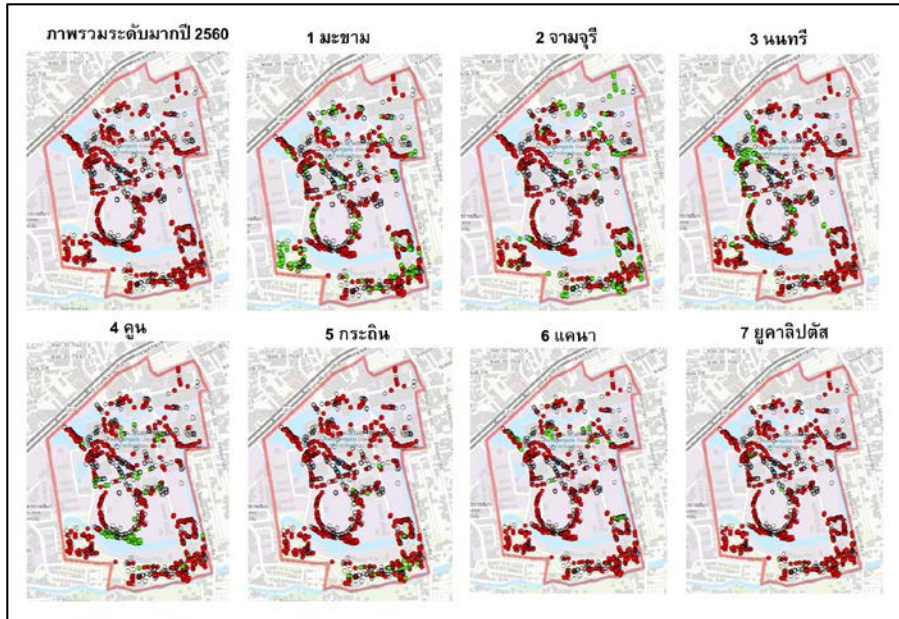 ภาพรวมระดับมากปี 2560
1 มะขาม
2 จามจุรี
3 นนทรี
4 คูน
5 กระถิน
6 แคนา
7 ยูคาลิปตัส